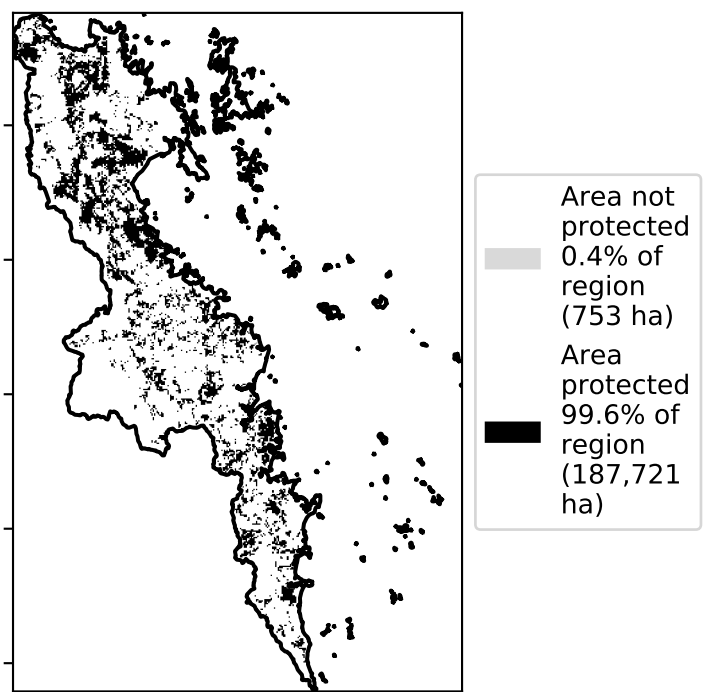 Area not
protected
0.4% of
region
(753 ha)
Area
protected
99.6% of
region
(187,721
ha)